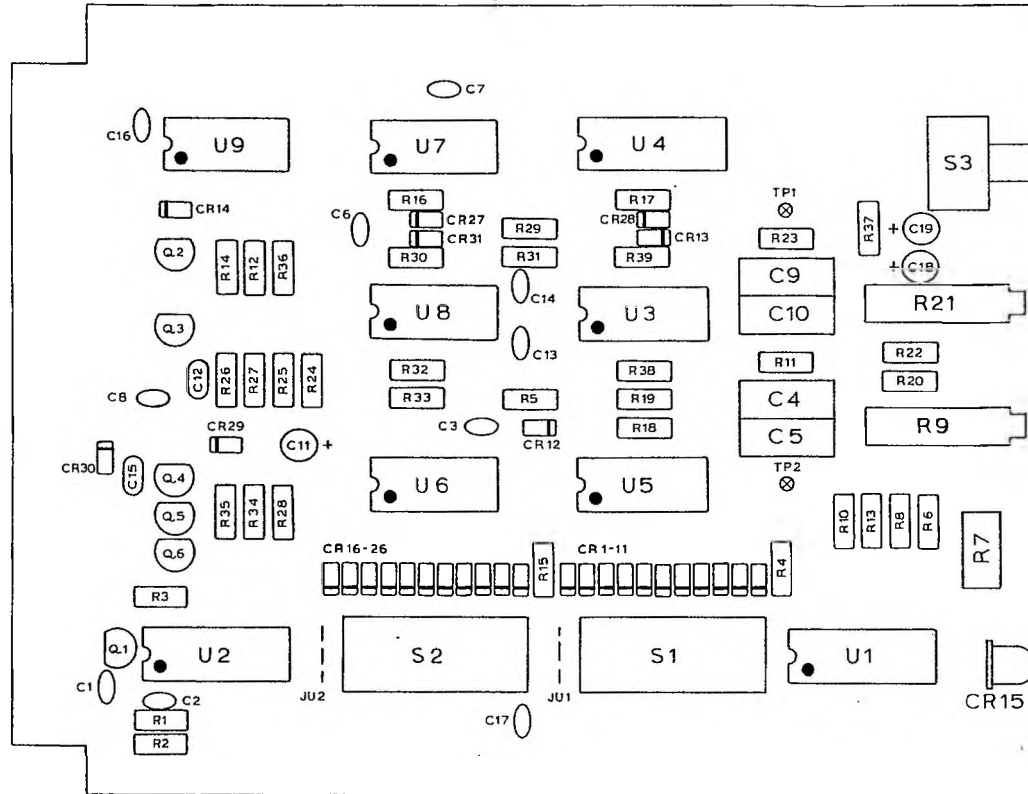 C7
C16
U9
U7
U4
S3
TP1
CR14
R16
R17
C6
CR27
CR28
R29
R37
+
C19
CR31
CR13
R23
Q2
R14
R12
R36
R30
R31
R39
+
C18
C9
C14
R21
U8
U3
C10
Q3
C13
R22
R11
R32
R38
R20
C12
R26
R27
R25
R24
C8
R33
R5
R19
C4
C3
CR12
R18
R9
CR29
C11
+
C5
CR30
C15
TP2
Q4
U6
U5
Q5
R35
R34
R28
R10
R13
R8
R6
Q6
CR16-26
CR1-11
R15
R4
R7
R3
Q1
U2
S2
S1
U1
C1
JU2
JU1
C2
CR15
R1
C17
R2